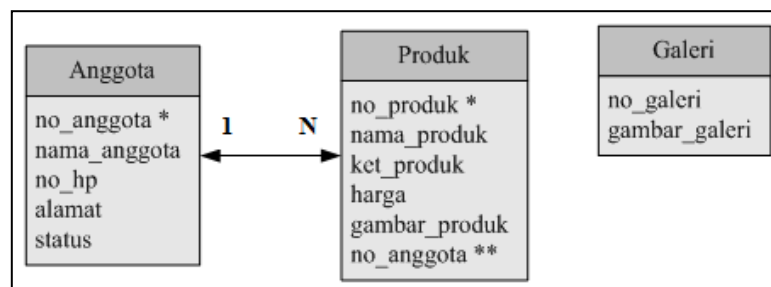 Anggota
no_anggota *
nama_anggota
no_hp
alamat
status
1 N
Produk
no_produk *
nama_produk
ket_produk
harga
gambar_produk
no_anggota **
Galeri
no_galeri
gambar_galeri